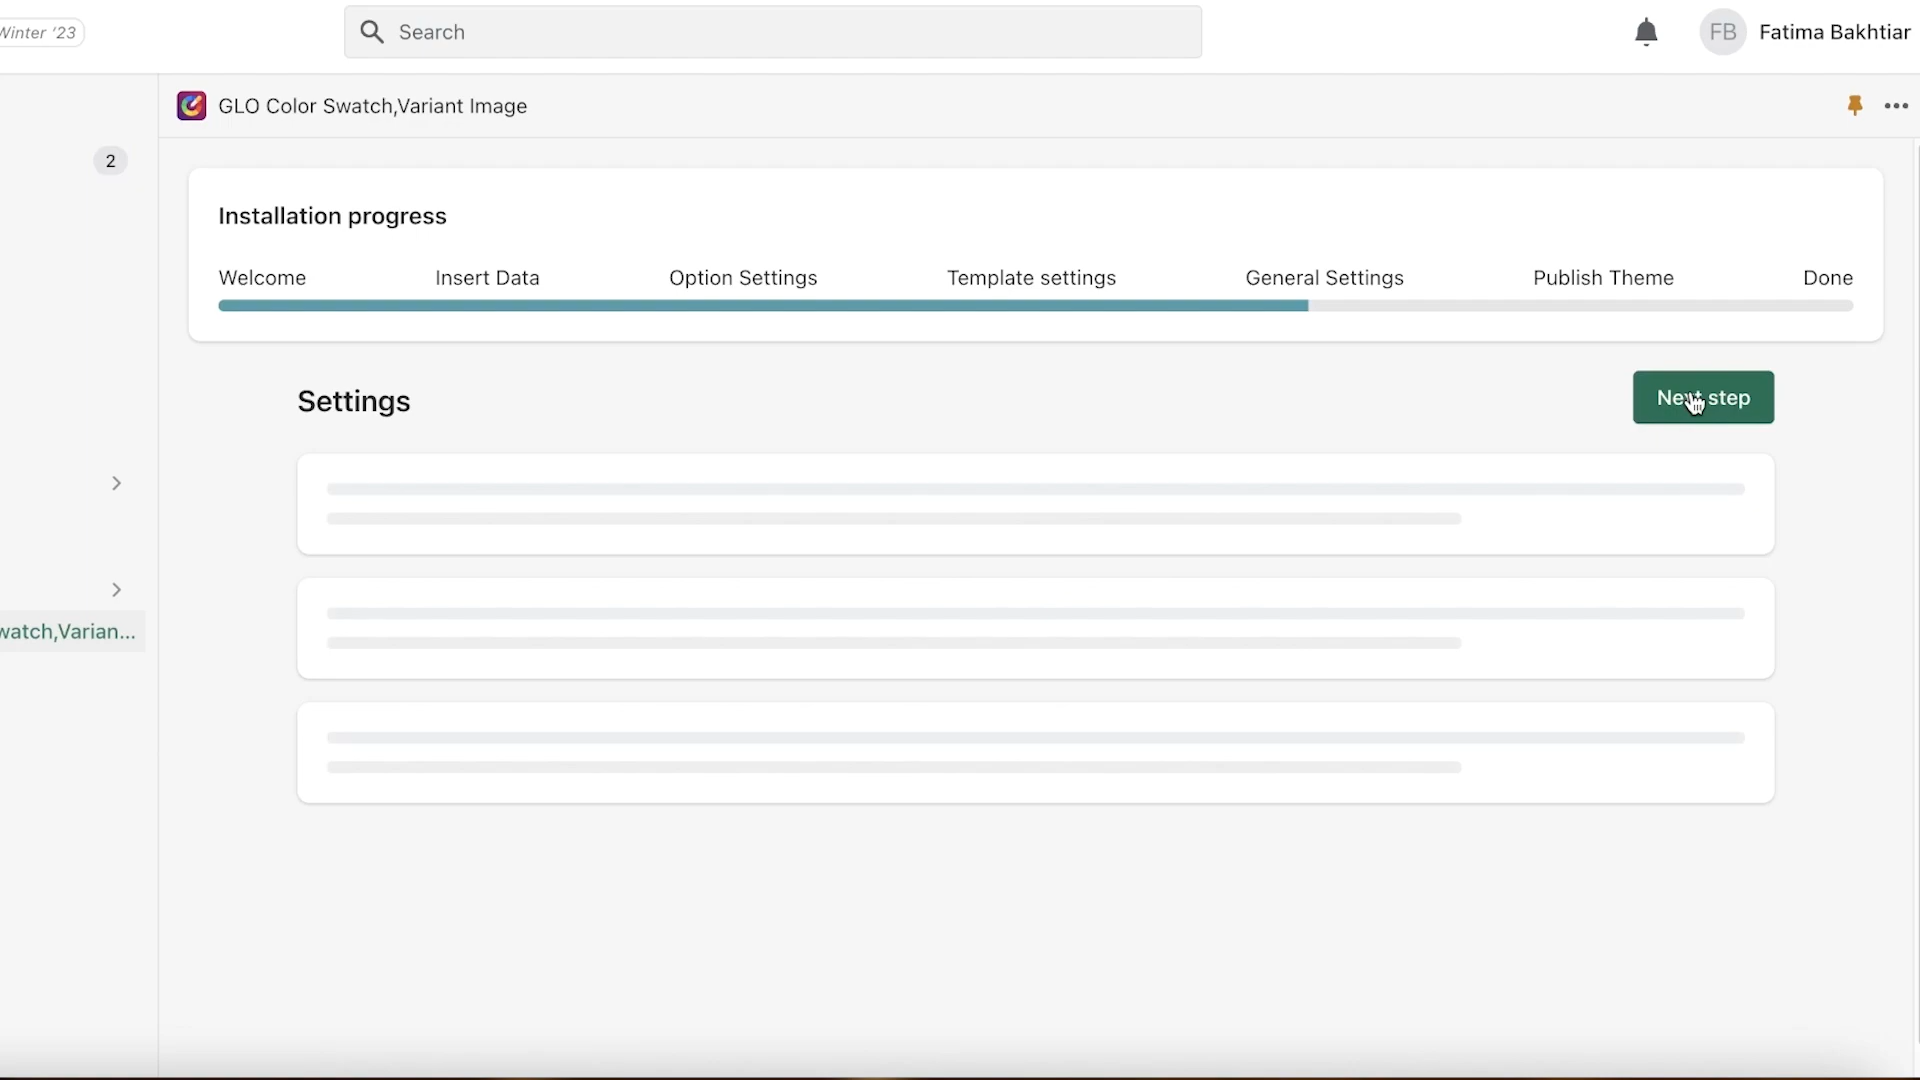 Winter '23
Search
FB
Fatima Bakhtiar
GLO Color Swatch,Variant Image
2
Installation progress
Welcome
Insert Data
Option Settings
Template settings
General Settings
Publish Theme
Done
Settings
Next step
watch,Varian...